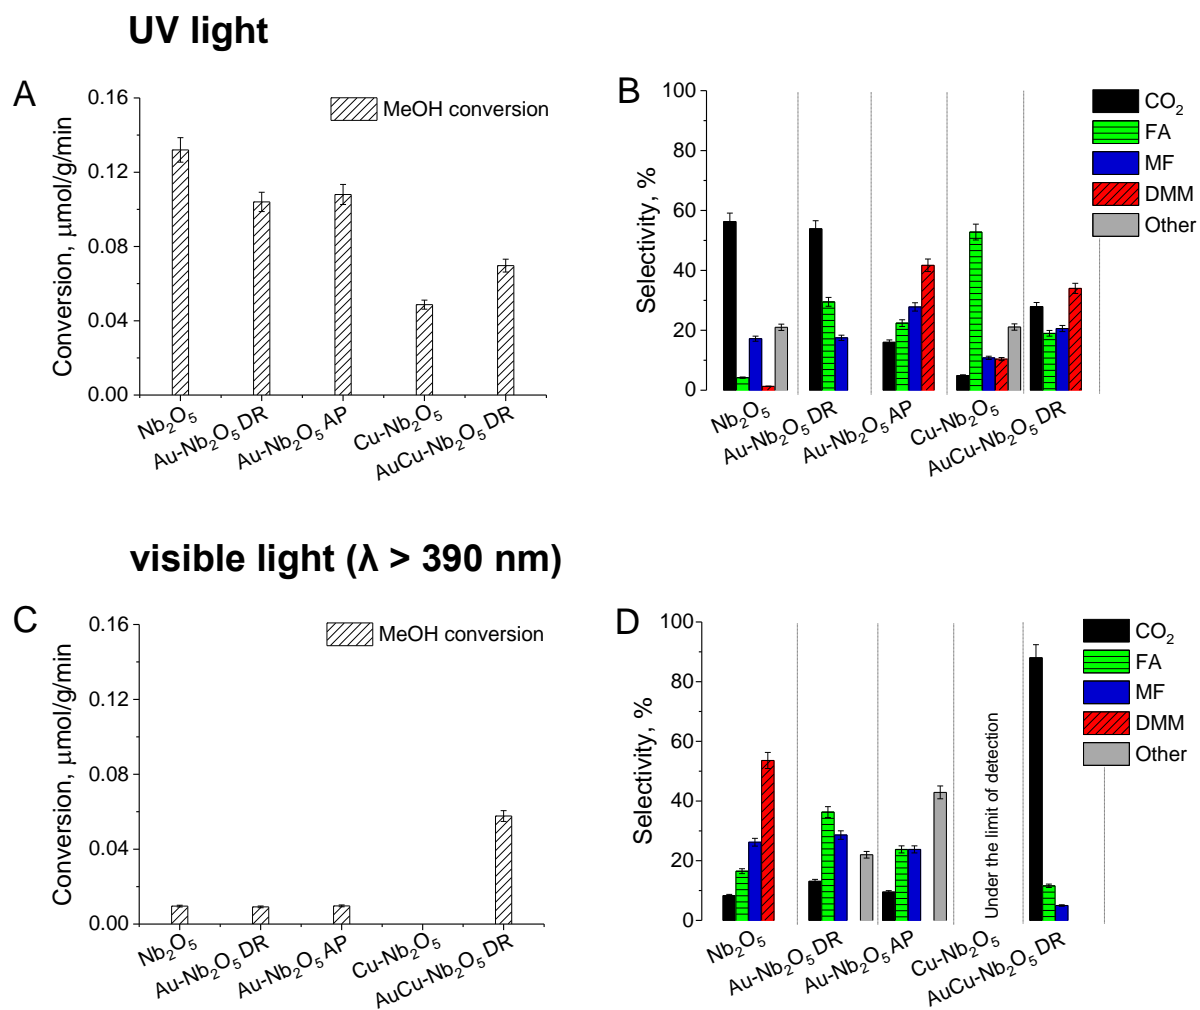 UV light
A
0.16
0.12
0.08
0.04
0.00
Conversion, μmol/g/min
MeOH conversion
Nb₂O₅
Au-Nb₂O₅ DR
Au-Nb₂O₅ AP
Cu-Nb₂O₅
AuCu-Nb₂O₅ DR
B
100
80
60
40
20
0
Selectivity, %
CO₂
FA
MF
DMM
Other
Nb₂O₅
Au-Nb₂O₅ DR
Au-Nb₂O₅ AP
Cu-Nb₂O₅
AuCu-Nb₂O₅ DR
visible light (λ > 390 nm)
C
0.16
0.12
0.08
0.04
0.00
Conversion, μmol/g/min
MeOH conversion
Nb₂O₅
Au-Nb₂O₅ DR
Au-Nb₂O₅ AP
Cu-Nb₂O₅
AuCu-Nb₂O₅ DR
D
100
80
60
40
20
0
Selectivity, %
Under the limit of detection
CO₂
FA
MF
DMM
Other
Nb₂O₅
Au-Nb₂O₅ DR
Au-Nb₂O₅ AP
Cu-Nb₂O₅
AuCu-Nb₂O₅ DR